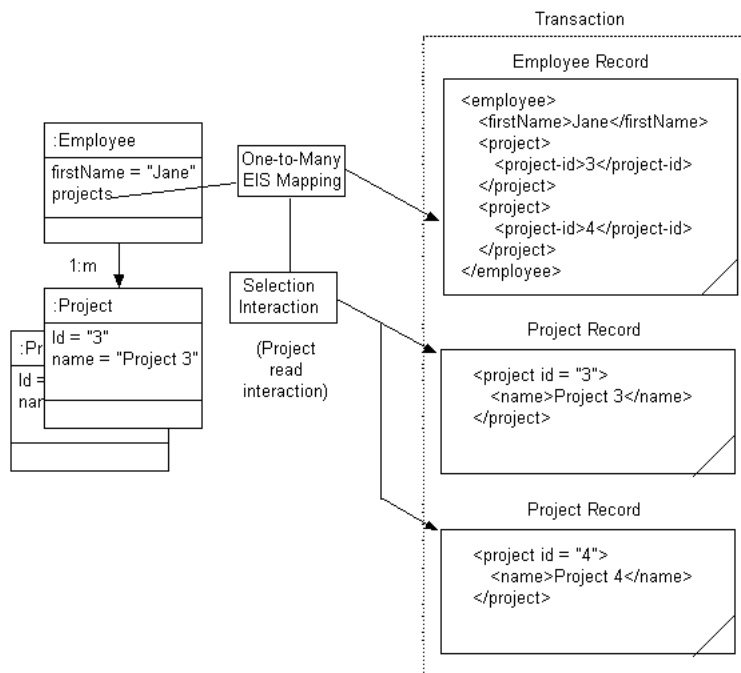 Transaction
Employee Record
<employee>
<firstName>Jane</firstName>
<project>
<project-id>3</project-id>
</project>
<project>
<project-id>4</project-id>
</project>
</employee>
:Employee
firstName = "Jane"
projects
One-to-Many
EIS Mapping
1:m
:Project
Id = "3"
name = "Project 3"
:Pr
Id =
nar
Selection
Interaction
(Project
read
interaction)
Project Record
<project id = "3">
<name>Project 3</name>
</project>
Project Record
<project id = "4">
<name>Project 4</name>
</project>